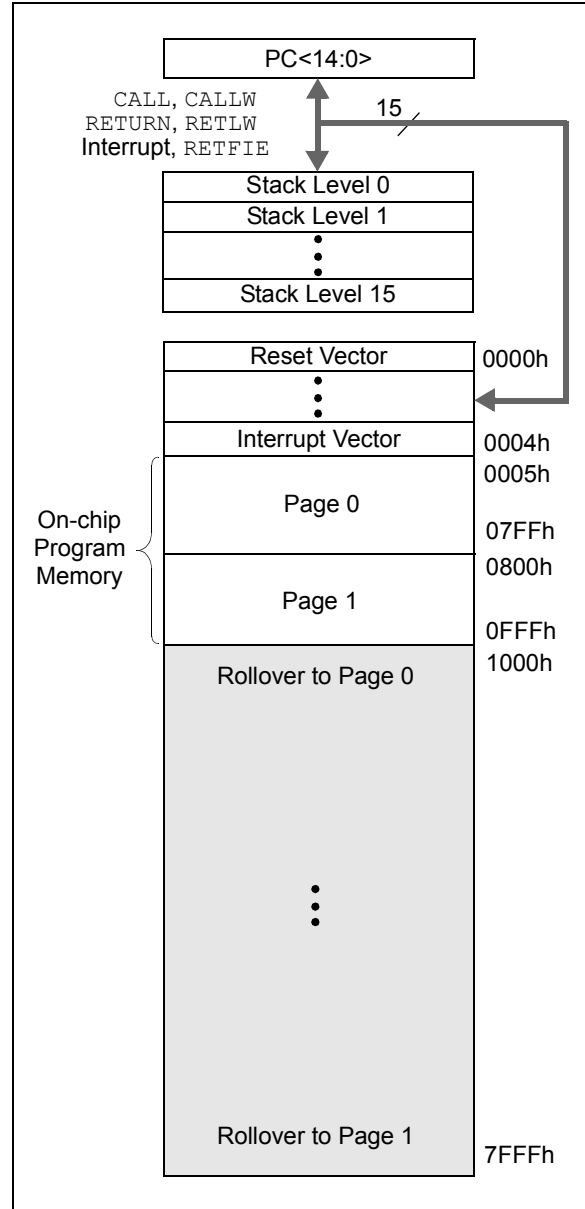 PC<14:0>
CALL, CALLW
RETURN, RETLW
Interrupt, RETFIE
15
Stack Level 0
Stack Level 1
Stack Level 15
Reset Vector
0000h
Interrupt Vector
0004h
0005h
On-chip
Program
Memory
Page 0
07FFh
0800h
Page 1
0FFFh
1000h
Rollover to Page 0
Rollover to Page 1
7FFFh